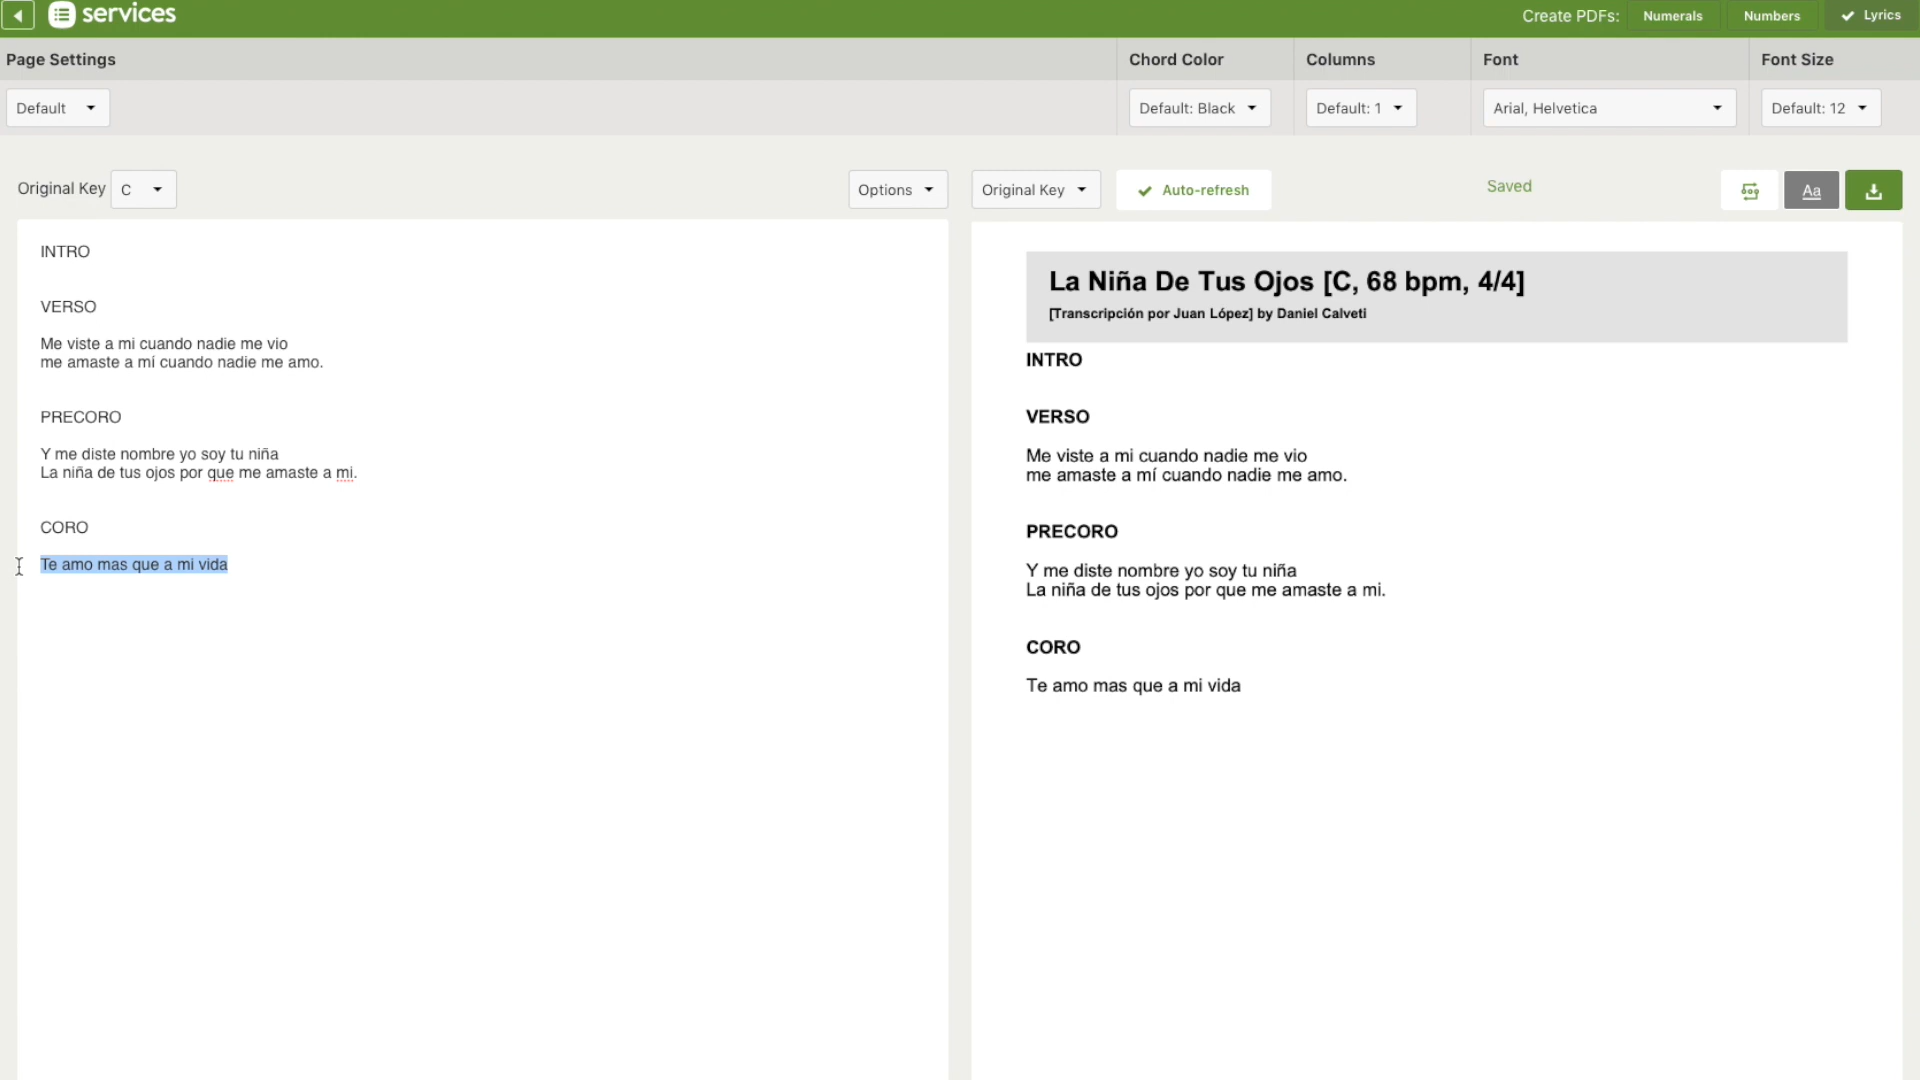 services
Create PDFs: Numerals Numbers Lyrics
Page Settings Chord Color Columns Font Font Size
Default Default: Black Default: 1 Arial, Helvetica Default: 12
Original Key C Options Original Key Auto-refresh Saved Aa
INTRO
VERSO
Me viste a mi cuando nadie me vio
me amaste a mí cuando nadie me amo.
PRECORO
Y me diste nombre yo soy tu niña
La niña de tus ojos por que me amaste a mi.
CORO
Te amo mas que a mi vida
La Niña De Tus Ojos [C, 68 bpm, 4/4]
[Transcripción por Juan López] by Daniel Calveti
INTRO
VERSO
Me viste a mi cuando nadie me vio
me amaste a mí cuando nadie me amo.
PRECORO
Y me diste nombre yo soy tu niña
La niña de tus ojos por que me amaste a mi.
CORO
Te amo mas que a mi vida